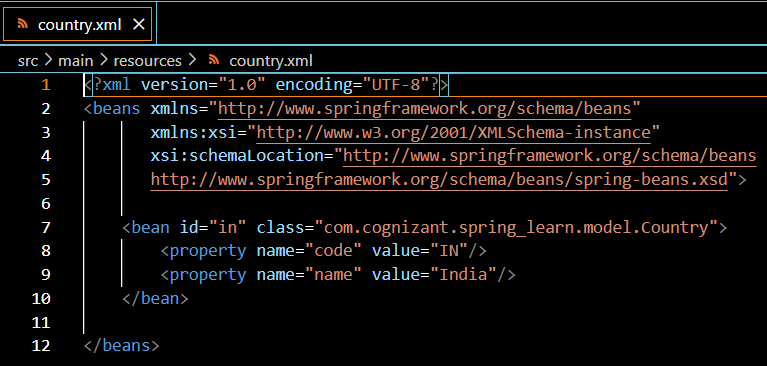 country.xml ×
src > main > resources > country.xml
1 <?xml version="1.0" encoding="UTF-8"?>
2 <beans xmlns="http://www.springframework.org/schema/beans"
3 xmlns:xsi="http://www.w3.org/2001/XMLSchema-instance"
4 xsi:schemaLocation="http://www.springframework.org/schema/beans
5 http://www.springframework.org/schema/beans/spring-beans.xsd">
6
7 <bean id="in" class="com.cognizant.spring_learn.model.Country">
8 <property name="code" value="IN"/>
9 <property name="name" value="India"/>
10 </bean>
11
12 </beans>